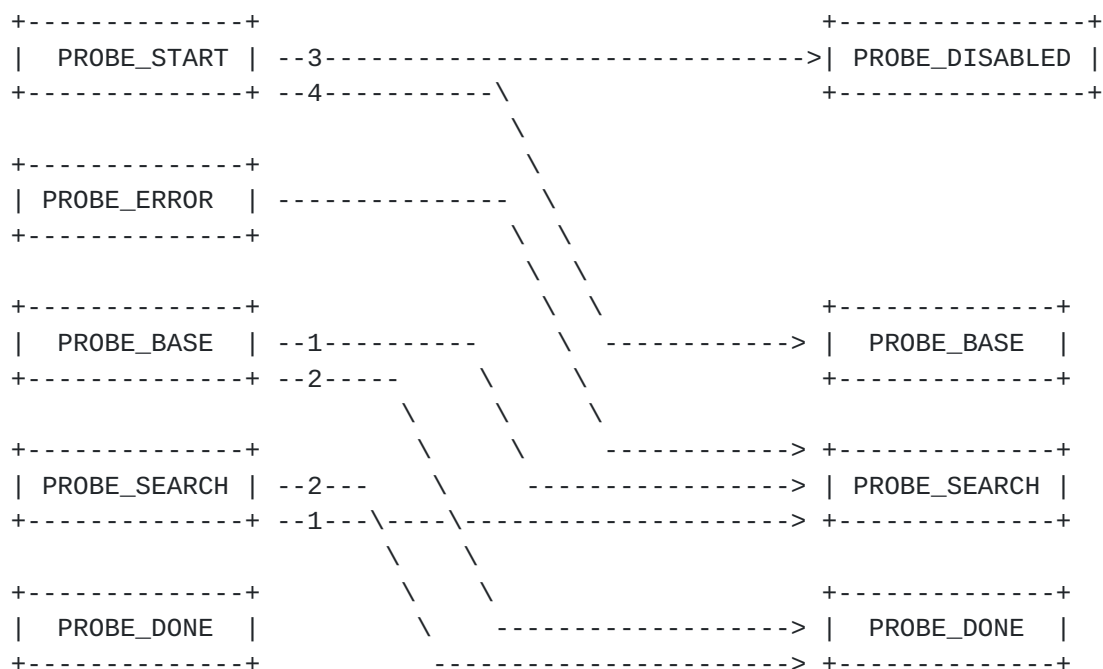 +--------------+ +----------------+
| PROBE_START | --3------------------------------->| PROBE_DISABLED |
+--------------+ --4-----------\ +----------------+
\
+--------------+ \
| PROBE_ERROR | --------------- \
+--------------+ \ \
\ \
+--------------+ \ \ +--------------+
| PROBE_BASE | --1---------- \ ------------> | PROBE_BASE |
+--------------+ --2----- \ \ +--------------+
\ \ \
+--------------+ \ \ ------------> +--------------+
| PROBE_SEARCH | --2--- \ -----------------> | PROBE_SEARCH |
+--------------+ --1---\----\---------------------> +--------------+
\ \
+--------------+ \ \ +--------------+
| PROBE_DONE | \ -------------------> | PROBE_DONE |
+--------------+ -----------------------> +--------------+